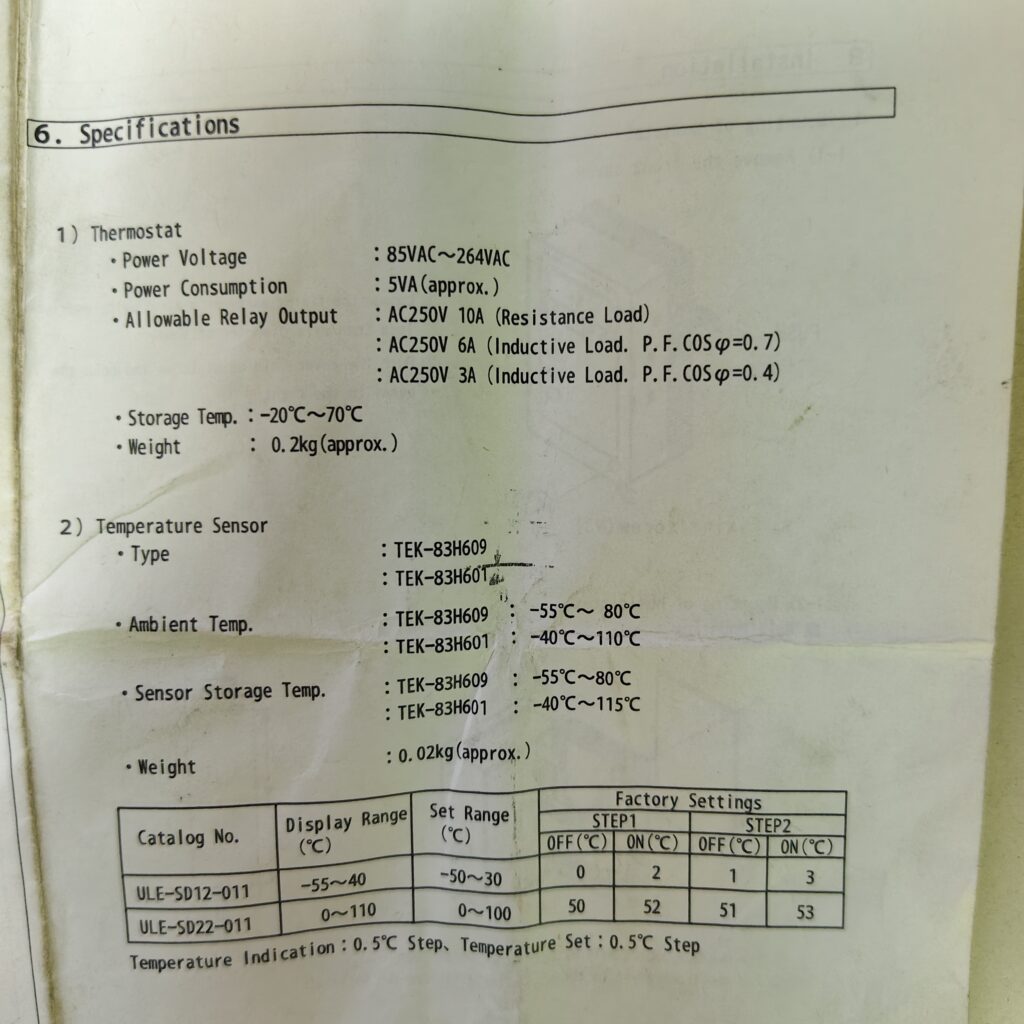 6. Specifications
1) Thermostat
・Power Voltage : 85VAC～264VAC
・Power Consumption : 5VA(approx.)
・Allowable Relay Output : AC250V 10A (Resistance Load)
: AC250V 6A (Inductive Load. P.F.COSφ=0.7)
: AC250V 3A (Inductive Load. P.F.COSφ=0.4)
・Storage Temp. : -20℃～70℃
・Weight : 0.2kg(approx.)
2) Temperature Sensor
・Type : TEK-83H609
: TEK-83H601
・Ambient Temp. : TEK-83H609 : -55℃～ 80℃
: TEK-83H601 : -40℃～110℃
・Sensor Storage Temp. : TEK-83H609 : -55℃～80℃
: TEK-83H601 : -40℃～115℃
・Weight : 0.02kg(approx.)
Catalog No. Display Range (℃) Set Range (℃) Factory Settings
STEP1 STEP2
OFF(℃) ON(℃) OFF(℃) ON(℃)
ULE-SD12-011 -55～40 -50～30 0 2 1 3
ULE-SD22-011 0～110 0～100 50 52 51 53
Temperature Indication : 0.5℃ Step、Temperature Set : 0.5℃ Step